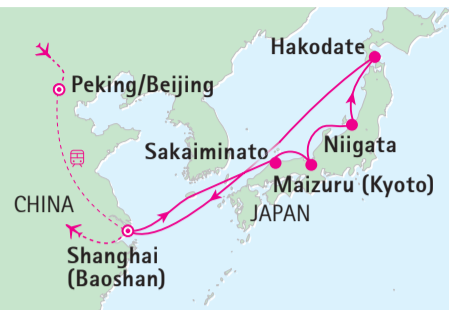 Hakodate
Peking/Beijing
Niigata
Sakaiminato
Maizuru (Kyoto)
CHINA
JAPAN
Shanghai
(Baoshan)